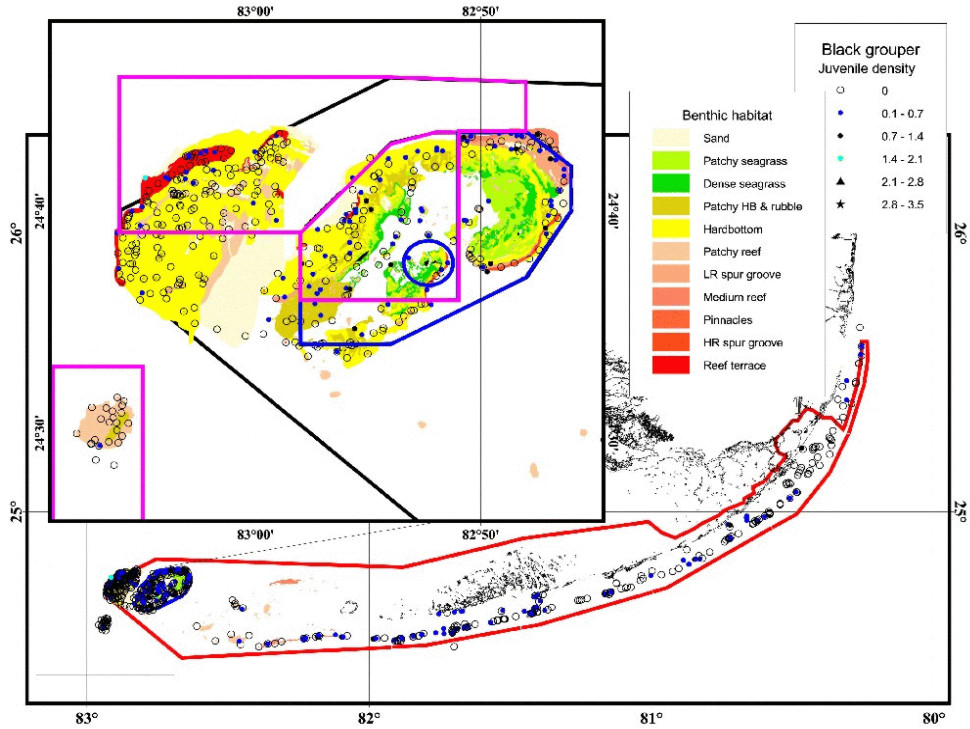 83°00' 82°50'
Black grouper
Juvenile density
0
0.1 - 0.7
0.7 - 1.4
1.4 - 2.1
2.1 - 2.8
2.8 - 3.5
Benthic habitat
Sand
Patchy seagrass
Dense seagrass
Patchy HB & rubble
Hardbottom
Patchy reef
LR spur groove
Medium reef
Pinnacles
HR spur groove
Reef terrace
26° 24°40' 24°40' 26°
24°30' 30'
25° 83°00' 82°50' 25°
83° 82° 81° 80°